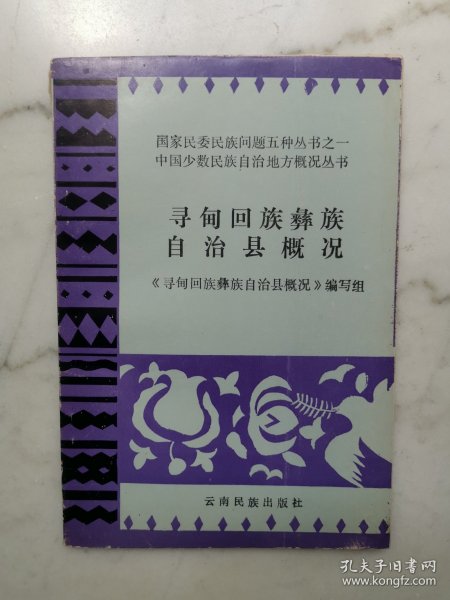 国家民委民族问题五种丛书之一
中国少数民族自治地方概况丛书
寻甸回族彝族
自治县概况
《寻甸回族彝族自治县概况》编写组
云南民族出版社
孔夫子旧书网
www.kongfz.com